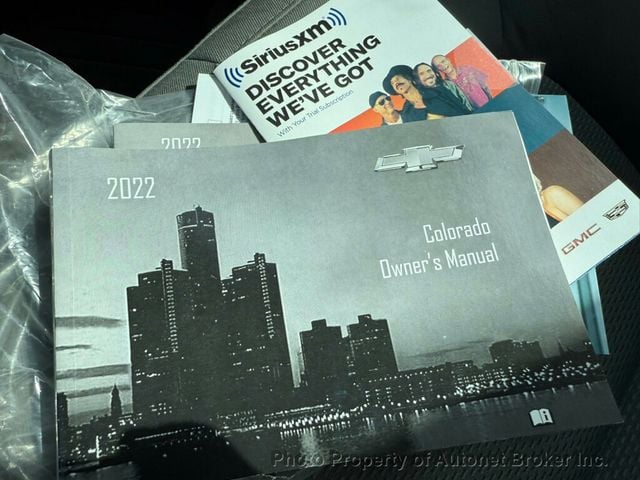 SiriusXM
DISCOVER
EVERYTHING
WE'VE GOT
With Your Trial Subscription
2022
2022
Colorado
Owner's Manual
GMC
Photo Property of Autonet Broker Inc.